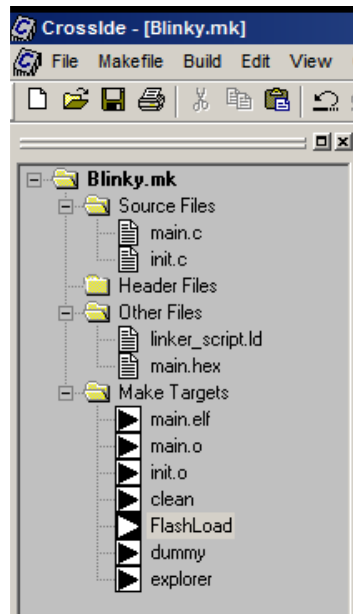 CrossIde - [Blinky.mk]
File Makefile Build Edit View
Blinky.mk
Source Files
main.c
init.c
Header Files
Other Files
linker_script.ld
main.hex
Make Targets
main.elf
main.o
init.o
clean
FlashLoad
dummy
explorer